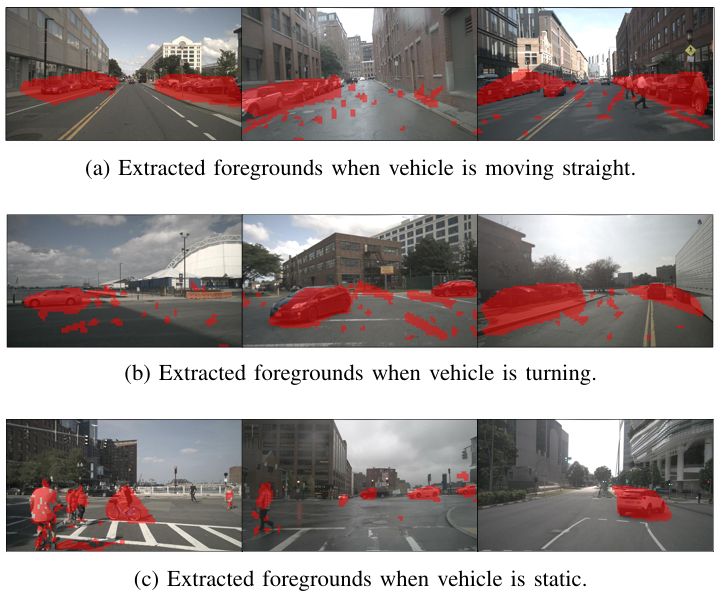 (a) Extracted foregrounds when vehicle is moving straight.
(b) Extracted foregrounds when vehicle is turning.
(c) Extracted foregrounds when vehicle is static.